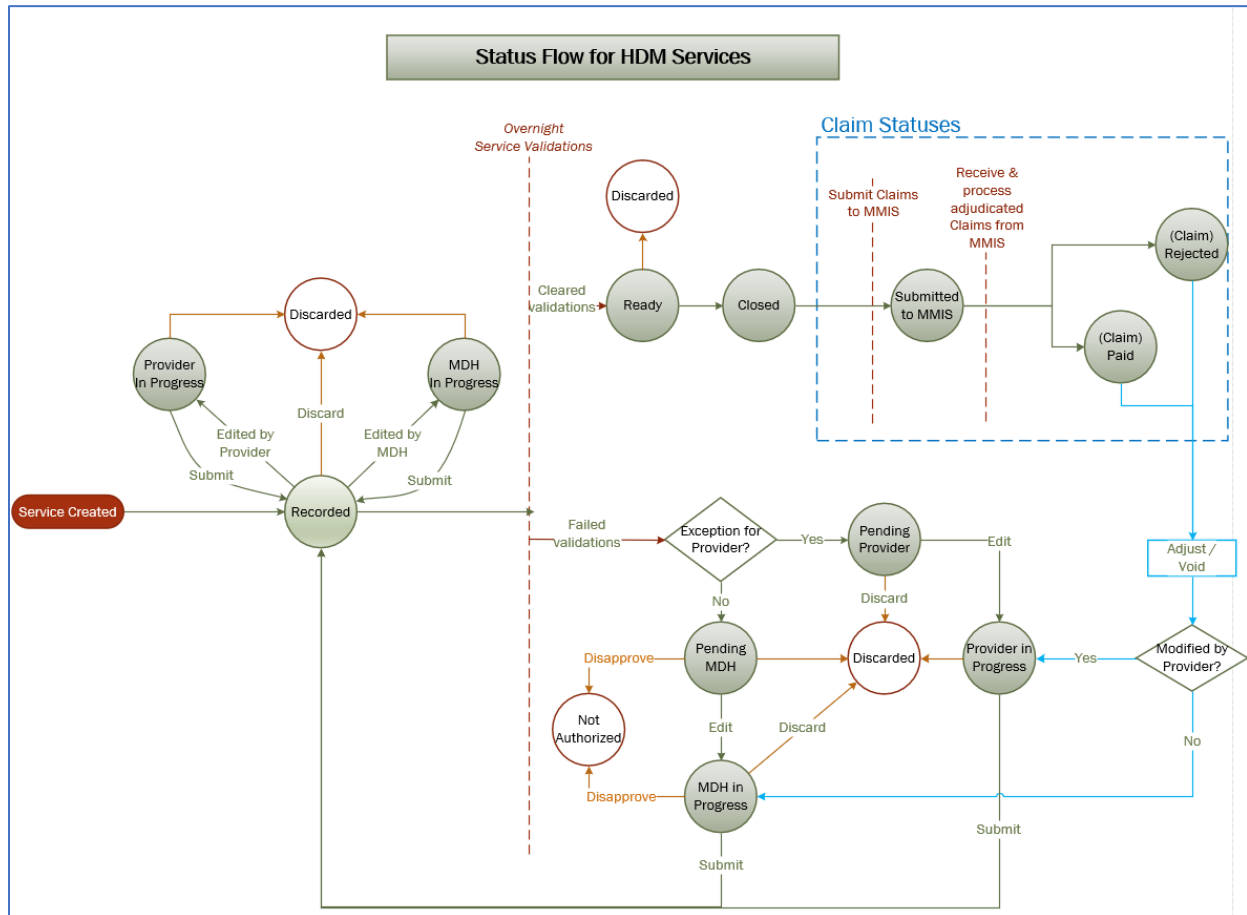 Status Flow for HDM Services
Overnight
Service Validations
Claim Statuses
Discarded
Submit Claims
to MMIS
Receive &
process
adjudicated
Claims from
MMIS
(Claim)
Rejected
Cleared
validations
Ready
Closed
Submitted
to MMIS
(Claim)
Paid
Discarded
Provider
In Progress
MDH
In Progress
Discard
Edited by
Provider
Edited by
MDH
Submit
Submit
Service Created
Recorded
Failed
validations
Exception for
Provider?
Yes
Pending
Provider
Edit
Adjust /
Void
No
Discard
Disapprove
Pending
MDH
Discarded
Provider in
Progress
Yes
Modified by
Provider?
Not
Authorized
Edit
Discard
No
Disapprove
MDH in
Progress
Submit
Submit